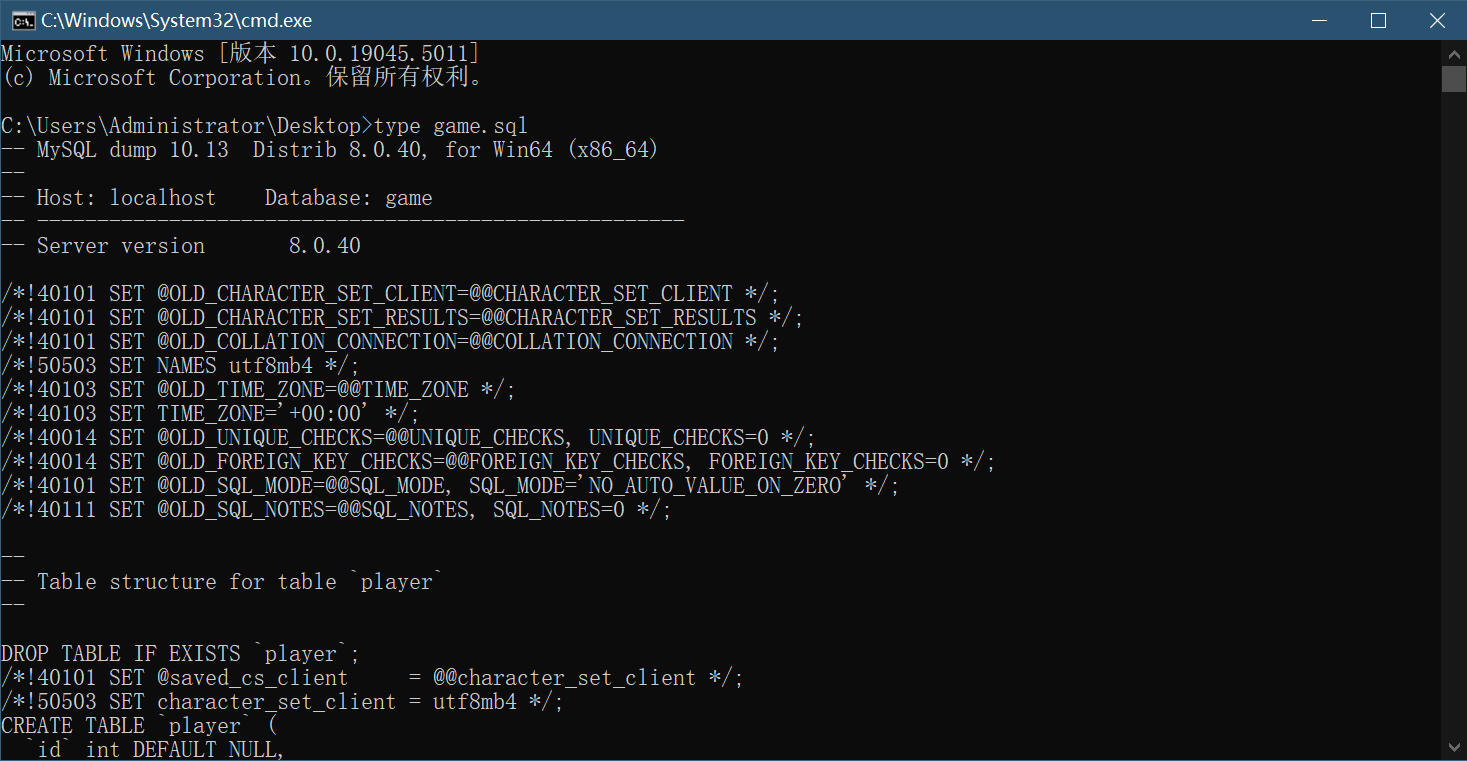 C:\Windows\System32\cmd.exe
Microsoft Windows [版本 10.0.19045.5011]
(c) Microsoft Corporation。保留所有权利。
C:\Users\Administrator\Desktop>type game.sql
-- MySQL dump 10.13  Distrib 8.0.40, for Win64 (x86_64)
--
-- Host: localhost    Database: game
-- ------------------------------------------------------
-- Server version       8.0.40
/*!40101 SET @OLD_CHARACTER_SET_CLIENT=@@CHARACTER_SET_CLIENT */;
/*!40101 SET @OLD_CHARACTER_SET_RESULTS=@@CHARACTER_SET_RESULTS */;
/*!40101 SET @OLD_COLLATION_CONNECTION=@@COLLATION_CONNECTION */;
/*!50503 SET NAMES utf8mb4 */;
/*!40103 SET @OLD_TIME_ZONE=@@TIME_ZONE */;
/*!40103 SET TIME_ZONE='+00:00' */;
/*!40014 SET @OLD_UNIQUE_CHECKS=@@UNIQUE_CHECKS, UNIQUE_CHECKS=0 */;
/*!40014 SET @OLD_FOREIGN_KEY_CHECKS=@@FOREIGN_KEY_CHECKS, FOREIGN_KEY_CHECKS=0 */;
/*!40101 SET @OLD_SQL_MODE=@@SQL_MODE, SQL_MODE='NO_AUTO_VALUE_ON_ZERO' */;
/*!40111 SET @OLD_SQL_NOTES=@@SQL_NOTES, SQL_NOTES=0 */;
--
-- Table structure for table `player`
--
DROP TABLE IF EXISTS `player`;
/*!40101 SET @saved_cs_client     = @@character_set_client */;
/*!50503 SET character_set_client = utf8mb4 */;
CREATE TABLE `player` (
  `id` int DEFAULT NULL,